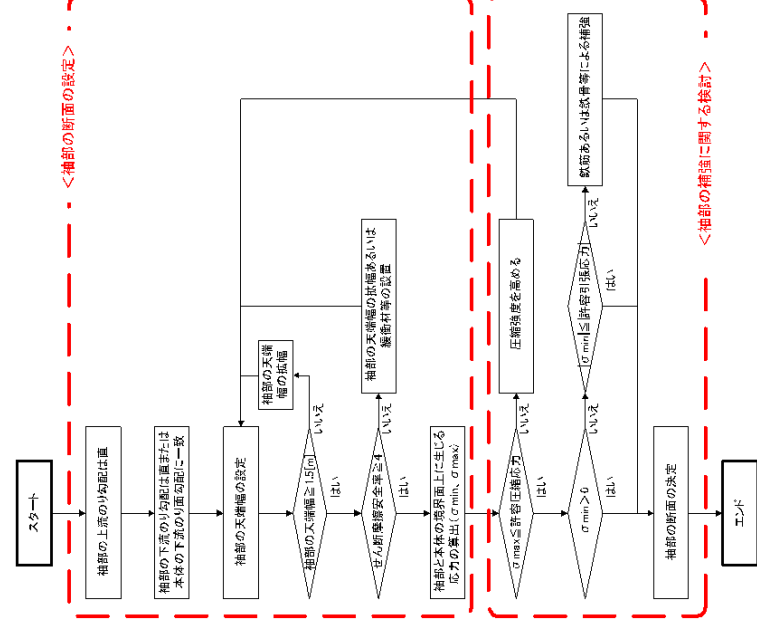 <袖部の断面の設定>
スタート
袖部の上流のり勾配は直
袖部の下流のり勾配は直または
本体の下流のり面勾配に一致
袖部の天端幅の設定
袖部の天端
幅の拡幅
袖部の天端幅≧1.5[m]
いいえ
はい
せん断摩擦安全率≧4
いいえ
はい
袖部の天端幅の拡幅あるいは
緩衝材等の設置
袖部と本体の境界面上に生じる
応力の算出(σmin, σmax)
<袖部の補強に関する検討>
σmax≦許容圧縮応力
いいえ
はい
圧縮強度を高める
σmin>0
いいえ
はい
|σmin|≦|許容引張応力|
いいえ
はい
鉄筋あるいは鉄骨等による補強
袖部の断面の決定
エンド